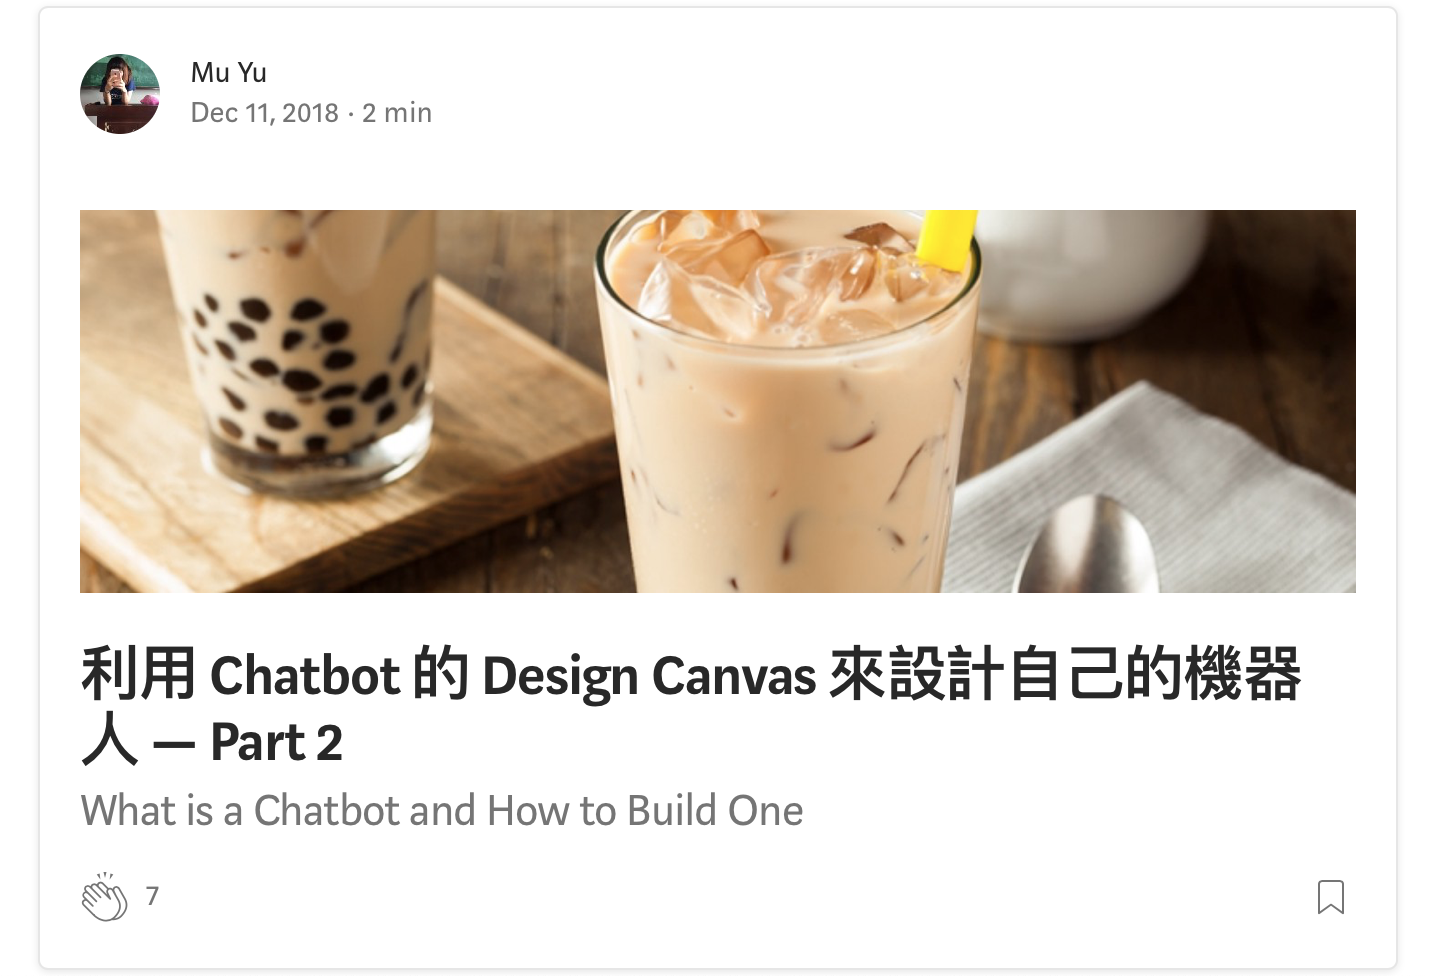 Mu Yu
Dec 11, 2018 · 2 min
利用 Chatbot 的 Design Canvas 來設計自己的機器
人 — Part 2
What is a Chatbot and How to Build One
7